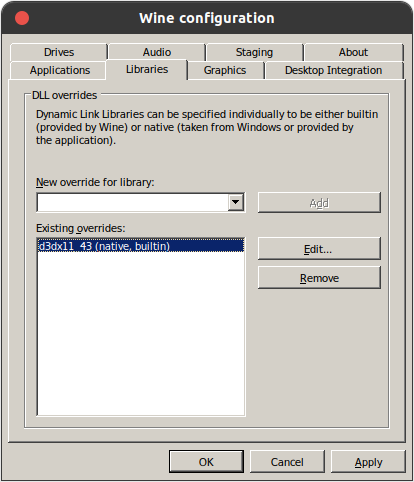 Wine configuration
Drives Audio Staging About
Applications Libraries Graphics Desktop Integration
DLL overrides
Dynamic Link Libraries can be specified individually to be either builtin
(provided by Wine) or native (taken from Windows or provided by
the application).
New override for library:
Add
Existing overrides:
d3dx11_43 (native, builtin)
Edit...
Remove
OK Cancel Apply